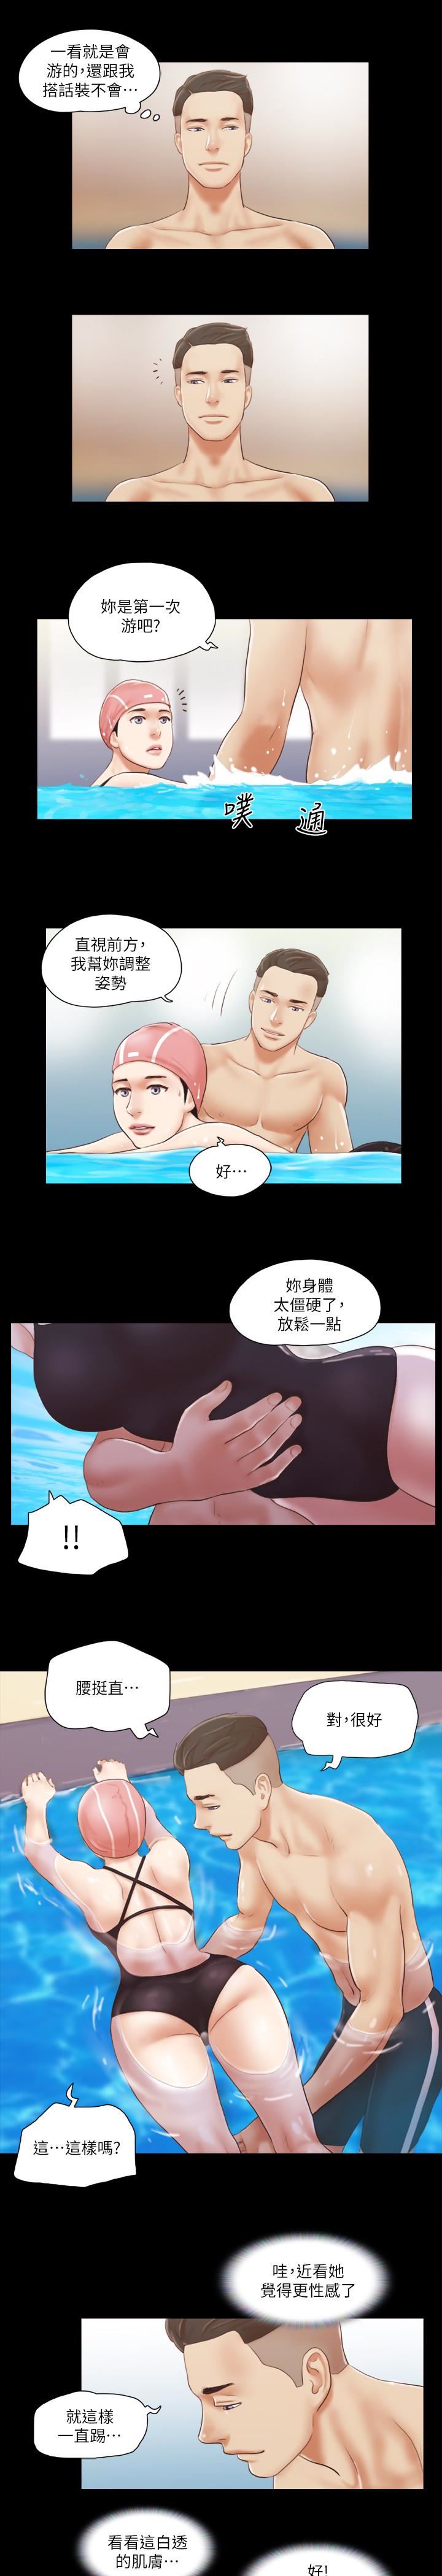 一看就是會
游的，還跟我
搭話裝不會…
妳是第一次
游吧?
噗通
直視前方，
我幫妳調整
姿勢
好…
妳身體
太僵硬了，
放鬆一點
!!
腰挺直…
對，很好
這…這樣嗎?
哇，近看她
覺得更性感了
就這樣
一直踢…
看看這白透
的肌膚…
好!